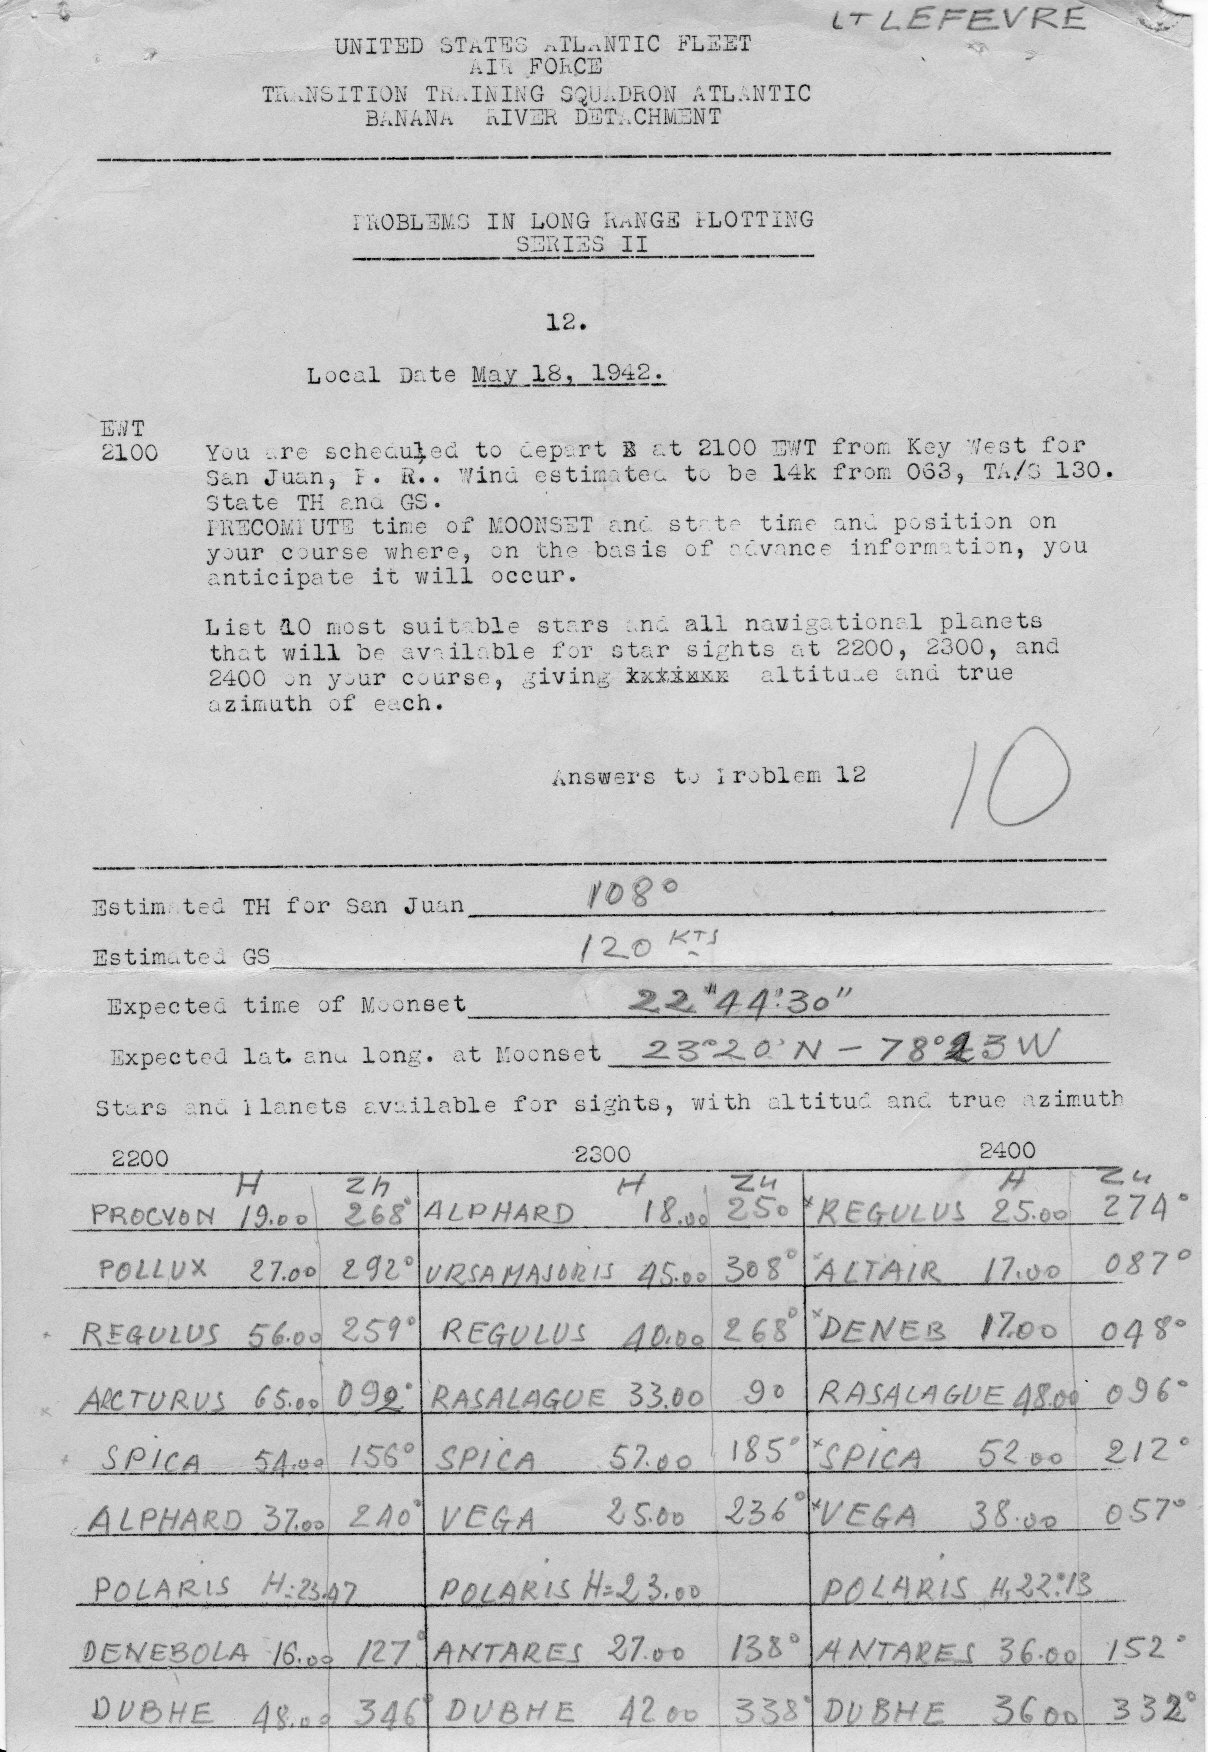 LT LEFEVRE
UNITED STATES ATLANTIC FLEET
AIR FORCE
TRANSITION TRAINING SQUADRON ATLANTIC
BANANA RIVER DETACHMENT
PROBLEMS IN LONG RANGE PLOTTING
SERIES II
12.
Local Date May 18, 1942.
EWT
2100 You are scheduled to depart at 2100 EWT from Key West for
San Juan, P. R.. Wind estimated to be 14k from 063, TA/S 130.
State TH and GS.
PRECOMPUTE time of MOONSET and state time and position on
your course where, on the basis of advance information, you
anticipate it will occur.
List 10 most suitable stars and all navigational planets
that will be available for star sights at 2200, 2300, and
2400 on your course, giving altitude and true
azimuth of each.
10
Answers to Problem 12
Estimated TH for San Juan 108°
Estimated GS 120 KTS
Expected time of Moonset 22 44 30"
Expected lat. and long. at Moonset 23°20' N - 78° 3 W
Stars and Planets available for sights, with altitud and true azimuth
2200 2300 2400
H Zn H Zn H Zn
PROCYON 19.00 268° ALPHARD 18.00 250 *REGULUS 25.00 274°
POLLUX 27.00 292° URSAMAJORIS 45.00 308° *ALTAIR 17.00 087°
REGULUS 56.00 259° REGULUS 40.00 268° *DENEB 17.00 048°
ARCTURUS 65.00 092° RASALAGUE 33.00 90 RASALAGUE 48.00 096°
SPICA 54.00 156° SPICA 57.00 185° *SPICA 52 00 212°
ALPHARD 37.00 240° VEGA 25.00 236° *VEGA 38.00 057°
POLARIS H=23.47 POLARIS H=23.00 POLARIS H.22°13
DENEBOLA 16.00 127° ANTARES 27.00 138° ANTARES 36.00 152°
DUBHE 48.00 346° DUBHE 42 00 338° DUBHE 36 00 332°